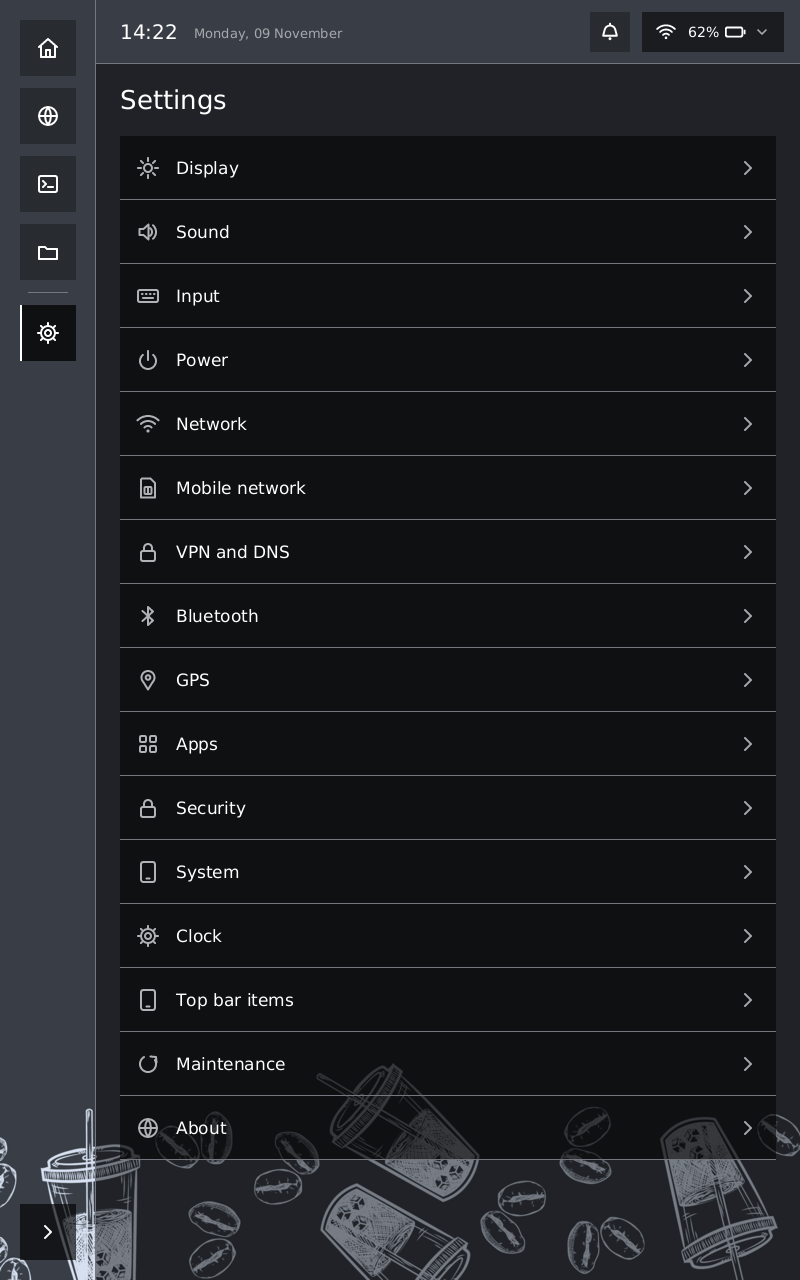 14:22 Monday, 09 November 62%
Settings
Display
Sound
Input
Power
Network
Mobile network
VPN and DNS
Bluetooth
GPS
Apps
Security
System
Clock
Top bar items
Maintenance
About